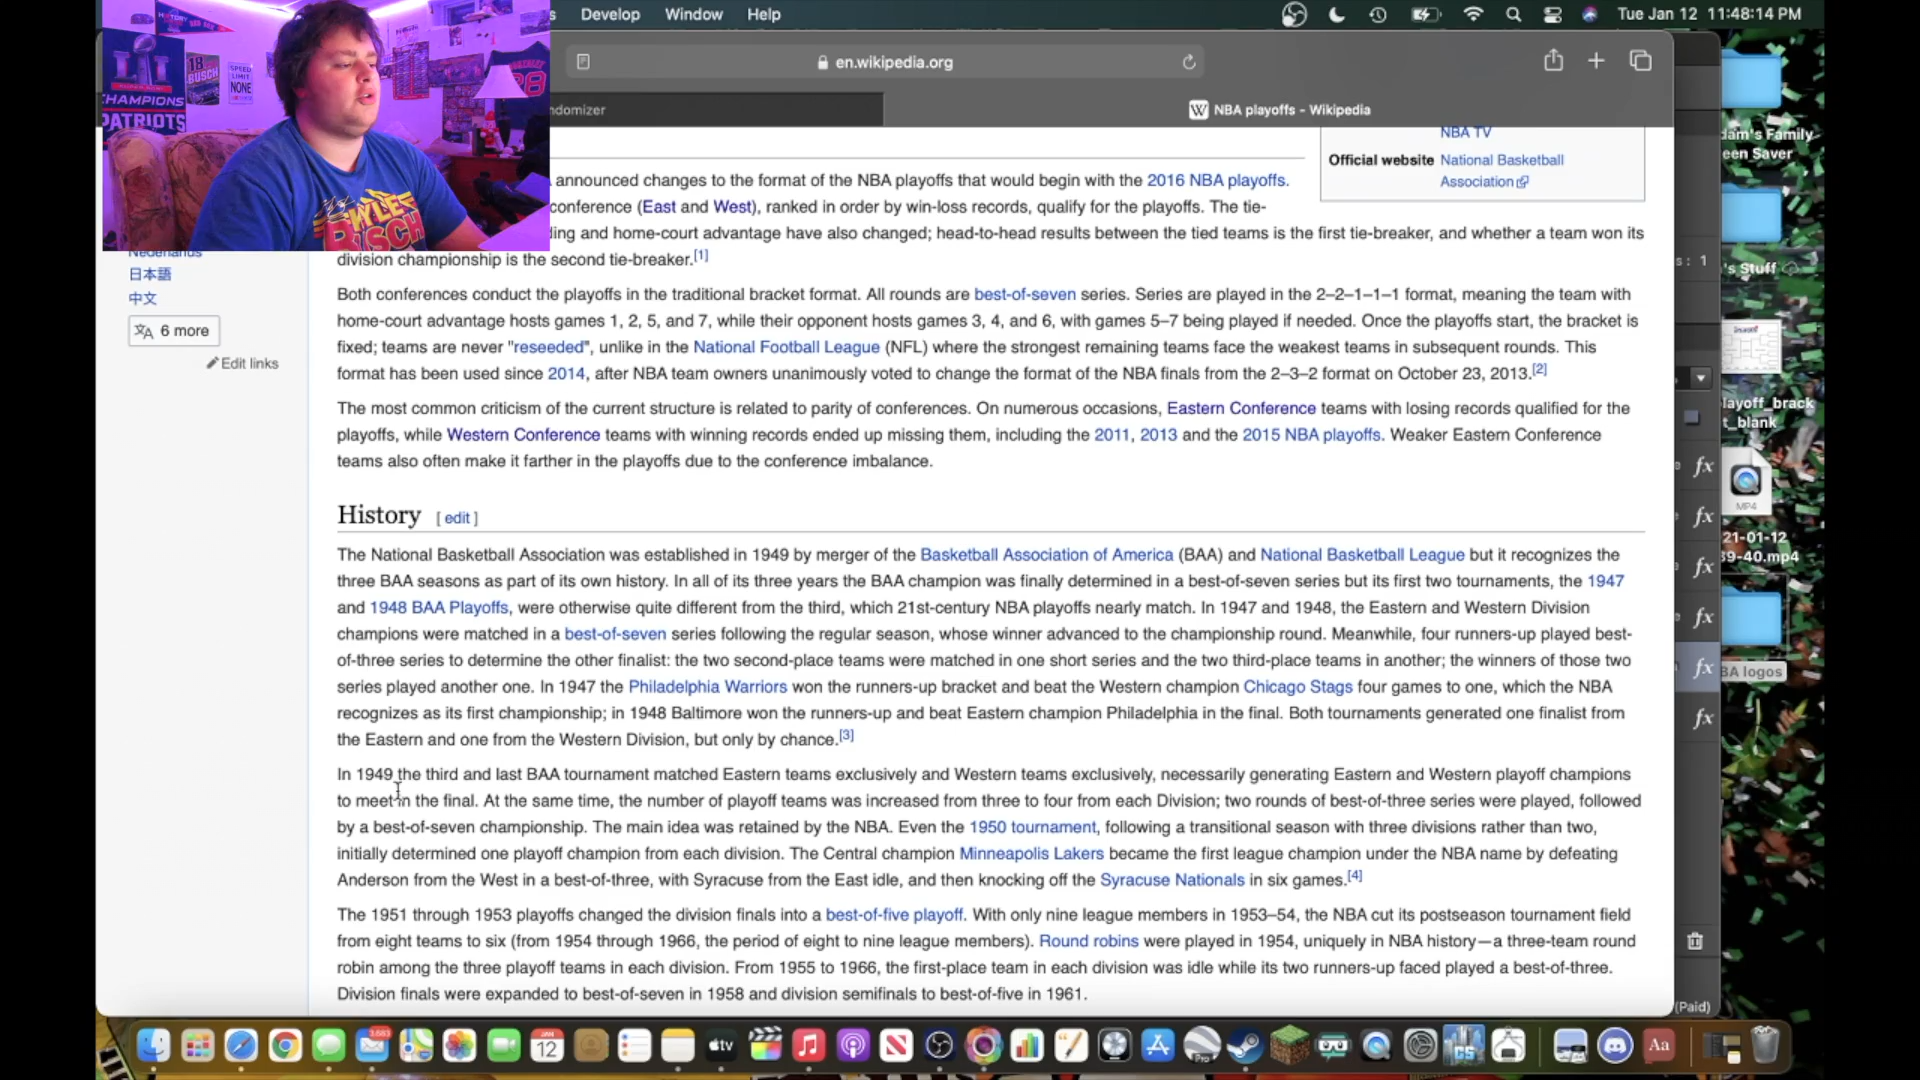 Develop Window Help Tue Jan 12 11:48:14 PM
en.wikipedia.org
ndomizer
NBA playoffs - Wikipedia
LI
CHAMPIONS
PATRIOTS
18
BUSCH
SPEED
LIMIT
NONE
KYLE
BUSCH
NBA TV
Official website National Basketball
Association
announced changes to the format of the NBA playoffs that would begin with the 2016 NBA playoffs.
conference (East and West), ranked in order by win-loss records, qualify for the playoffs. The tie-
ding and home-court advantage have also changed; head-to-head results between the tied teams is the first tie-breaker, and whether a team won its
division championship is the second tie-breaker.[1]
Nederlands
日本語
中文
6 more
Edit links
Both conferences conduct the playoffs in the traditional bracket format. All rounds are best-of-seven series. Series are played in the 2–2–1–1–1 format, meaning the team with
home-court advantage hosts games 1, 2, 5, and 7, while their opponent hosts games 3, 4, and 6, with games 5–7 being played if needed. Once the playoffs start, the bracket is
fixed; teams are never "reseeded", unlike in the National Football League (NFL) where the strongest remaining teams face the weakest teams in subsequent rounds. This
format has been used since 2014, after NBA team owners unanimously voted to change the format of the NBA finals from the 2–3–2 format on October 23, 2013.[2]
The most common criticism of the current structure is related to parity of conferences. On numerous occasions, Eastern Conference teams with losing records qualified for the
playoffs, while Western Conference teams with winning records ended up missing them, including the 2011, 2013 and the 2015 NBA playoffs. Weaker Eastern Conference
teams also often make it farther in the playoffs due to the conference imbalance.
History [ edit ]
The National Basketball Association was established in 1949 by merger of the Basketball Association of America (BAA) and National Basketball League but it recognizes the
three BAA seasons as part of its own history. In all of its three years the BAA champion was finally determined in a best-of-seven series but its first two tournaments, the 1947
and 1948 BAA Playoffs, were otherwise quite different from the third, which 21st-century NBA playoffs nearly match. In 1947 and 1948, the Eastern and Western Division
champions were matched in a best-of-seven series following the regular season, whose winner advanced to the championship round. Meanwhile, four runners-up played best-
of-three series to determine the other finalist: the two second-place teams were matched in one short series and the two third-place teams in another; the winners of those two
series played another one. In 1947 the Philadelphia Warriors won the runners-up bracket and beat the Western champion Chicago Stags four games to one, which the NBA
recognizes as its first championship; in 1948 Baltimore won the runners-up and beat Eastern champion Philadelphia in the final. Both tournaments generated one finalist from
the Eastern and one from the Western Division, but only by chance.[3]
In 1949 the third and last BAA tournament matched Eastern teams exclusively and Western teams exclusively, necessarily generating Eastern and Western playoff champions
to meet in the final. At the same time, the number of playoff teams was increased from three to four from each Division; two rounds of best-of-three series were played, followed
by a best-of-seven championship. The main idea was retained by the NBA. Even the 1950 tournament, following a transitional season with three divisions rather than two,
initially determined one playoff champion from each division. The Central champion Minneapolis Lakers became the first league champion under the NBA name by defeating
Anderson from the West in a best-of-three, with Syracuse from the East idle, and then knocking off the Syracuse Nationals in six games.[4]
The 1951 through 1953 playoffs changed the division finals into a best-of-five playoff. With only nine league members in 1953–54, the NBA cut its postseason tournament field
from eight teams to six (from 1954 through 1966, the period of eight to nine league members). Round robins were played in 1954, uniquely in NBA history—a three-team round
robin among the three playoff teams in each division. From 1955 to 1966, the first-place team in each division was idle while its two runners-up faced played a best-of-three.
Division finals were expanded to best-of-seven in 1958 and division semifinals to best-of-five in 1961.
dam's Family
een Saver
s : 1
's Stuff
layoff_brack
t_blank
fx
fx
MP4
21-01-12
39-40.mp4
fx
fx
fx
BA logos
fx
(Paid)
3,683
JAN
12
tv
Pro
CS
Aa